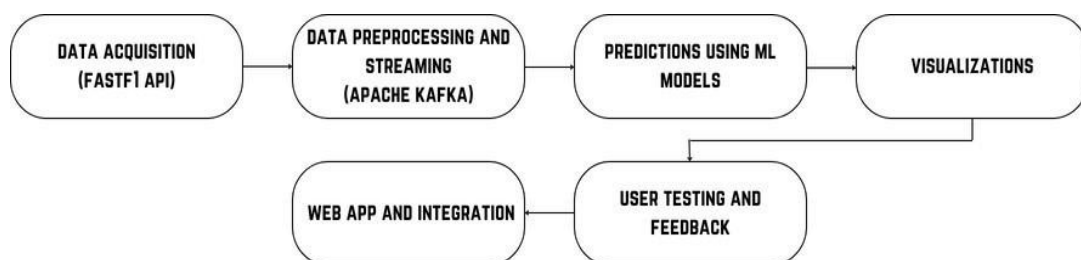 DATA ACQUISITION
(FASTF1 API)
DATA PREPROCESSING AND
STREAMING
(APACHE KAFKA)
PREDICTIONS USING ML
MODELS
VISUALIZATIONS
USER TESTING AND
FEEDBACK
WEB APP AND INTEGRATION